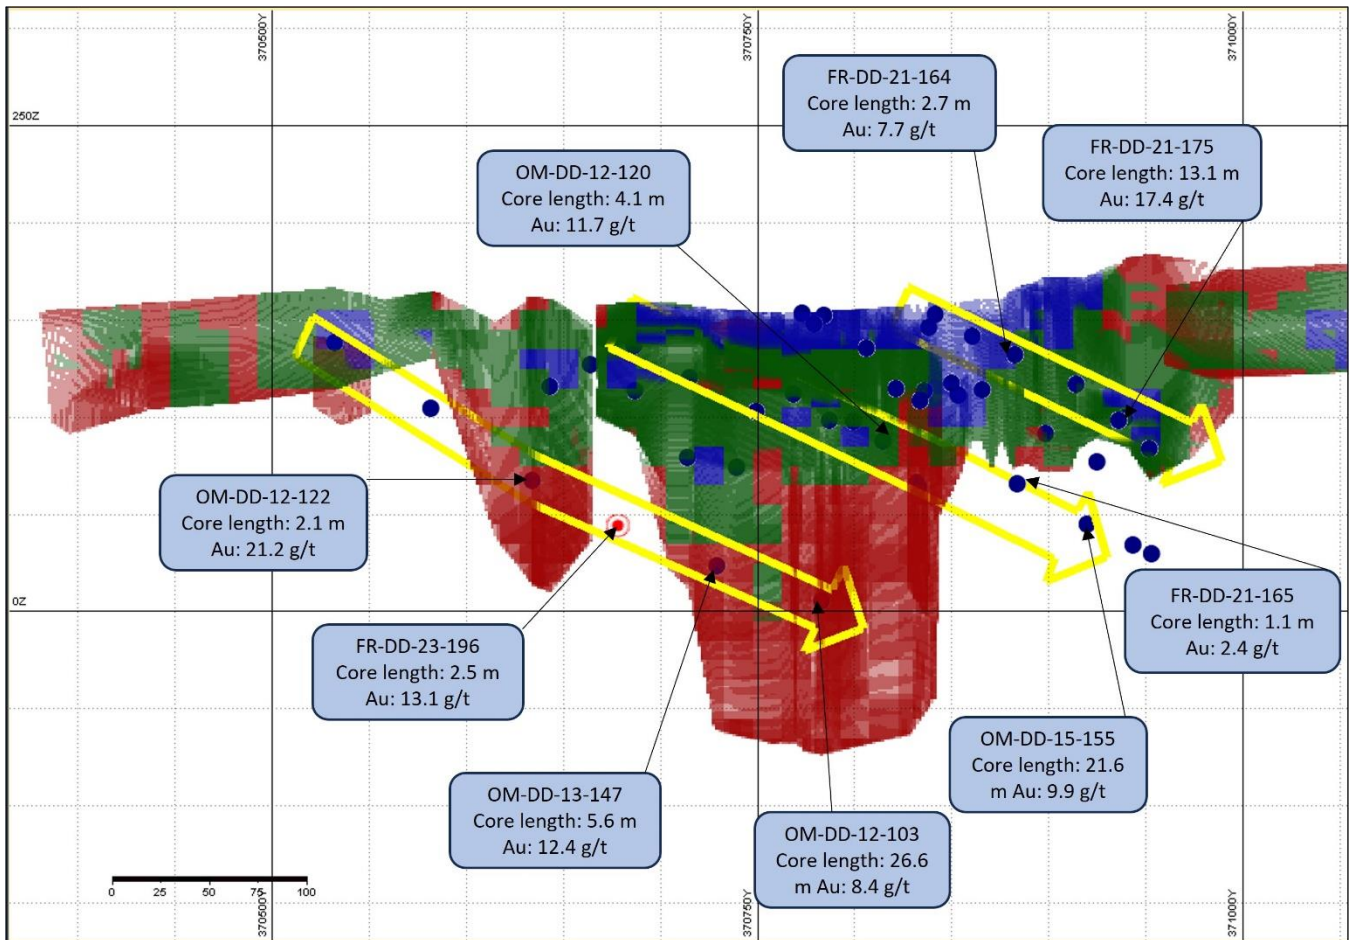 370500Y
370750Y
371000Y
250Z
FR-DD-21-164
Core length: 2.7 m
Au: 7.7 g/t
FR-DD-21-175
Core length: 13.1 m
Au: 17.4 g/t
OM-DD-12-120
Core length: 4.1 m
Au: 11.7 g/t
OM-DD-12-122
Core length: 2.1 m
Au: 21.2 g/t
0Z
FR-DD-21-165
Core length: 1.1 m
Au: 2.4 g/t
FR-DD-23-196
Core length: 2.5 m
Au: 13.1 g/t
OM-DD-15-155
Core length: 21.6
m Au: 9.9 g/t
OM-DD-13-147
Core length: 5.6 m
Au: 12.4 g/t
OM-DD-12-103
Core length: 26.6
m Au: 8.4 g/t
0 25 50 75 100
370500Y
370750Y
371000Y